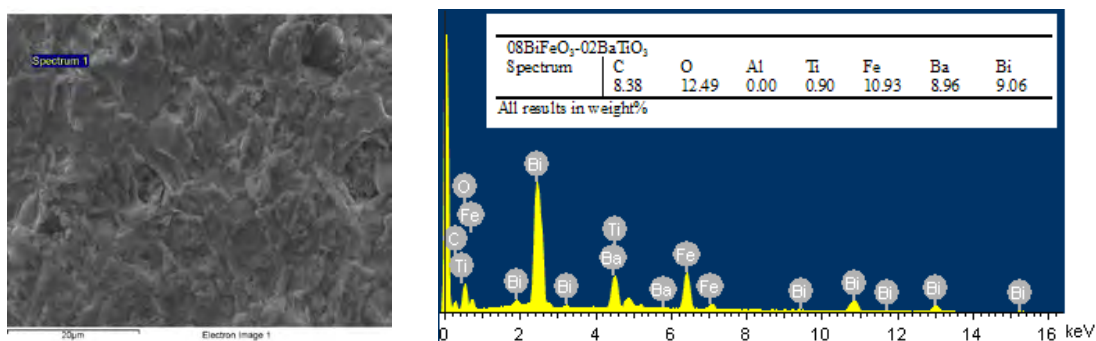 Spectrum 1
20μm
Electron Image 1
08BiFeO3-02BaTiO3
Spectrum C O Al Ti Fe Ba Bi
8.38 12.49 0.00 0.90 10.93 8.96 9.06
All results in weight%
Bi
O
Fe
Ti
C
Ba
Fe
Ti
Bi
Bi
Ba
Fe
Bi
Bi
Bi
Bi
Bi
0 2 4 6 8 10 12 14 16 keV